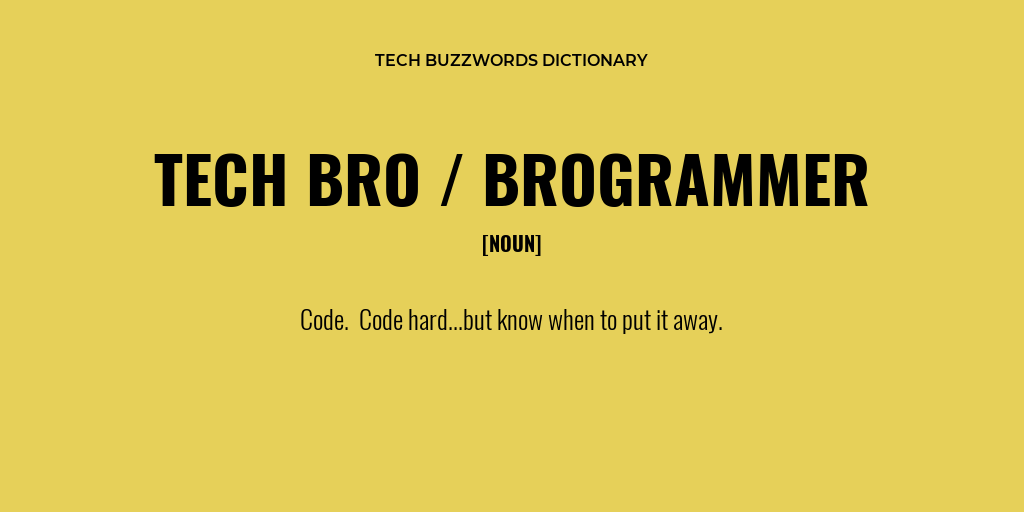 TECH BUZZWORDS DICTIONARY
TECH BRO / BROGRAMMER
[NOUN]
Code.  Code hard...but know when to put it away.